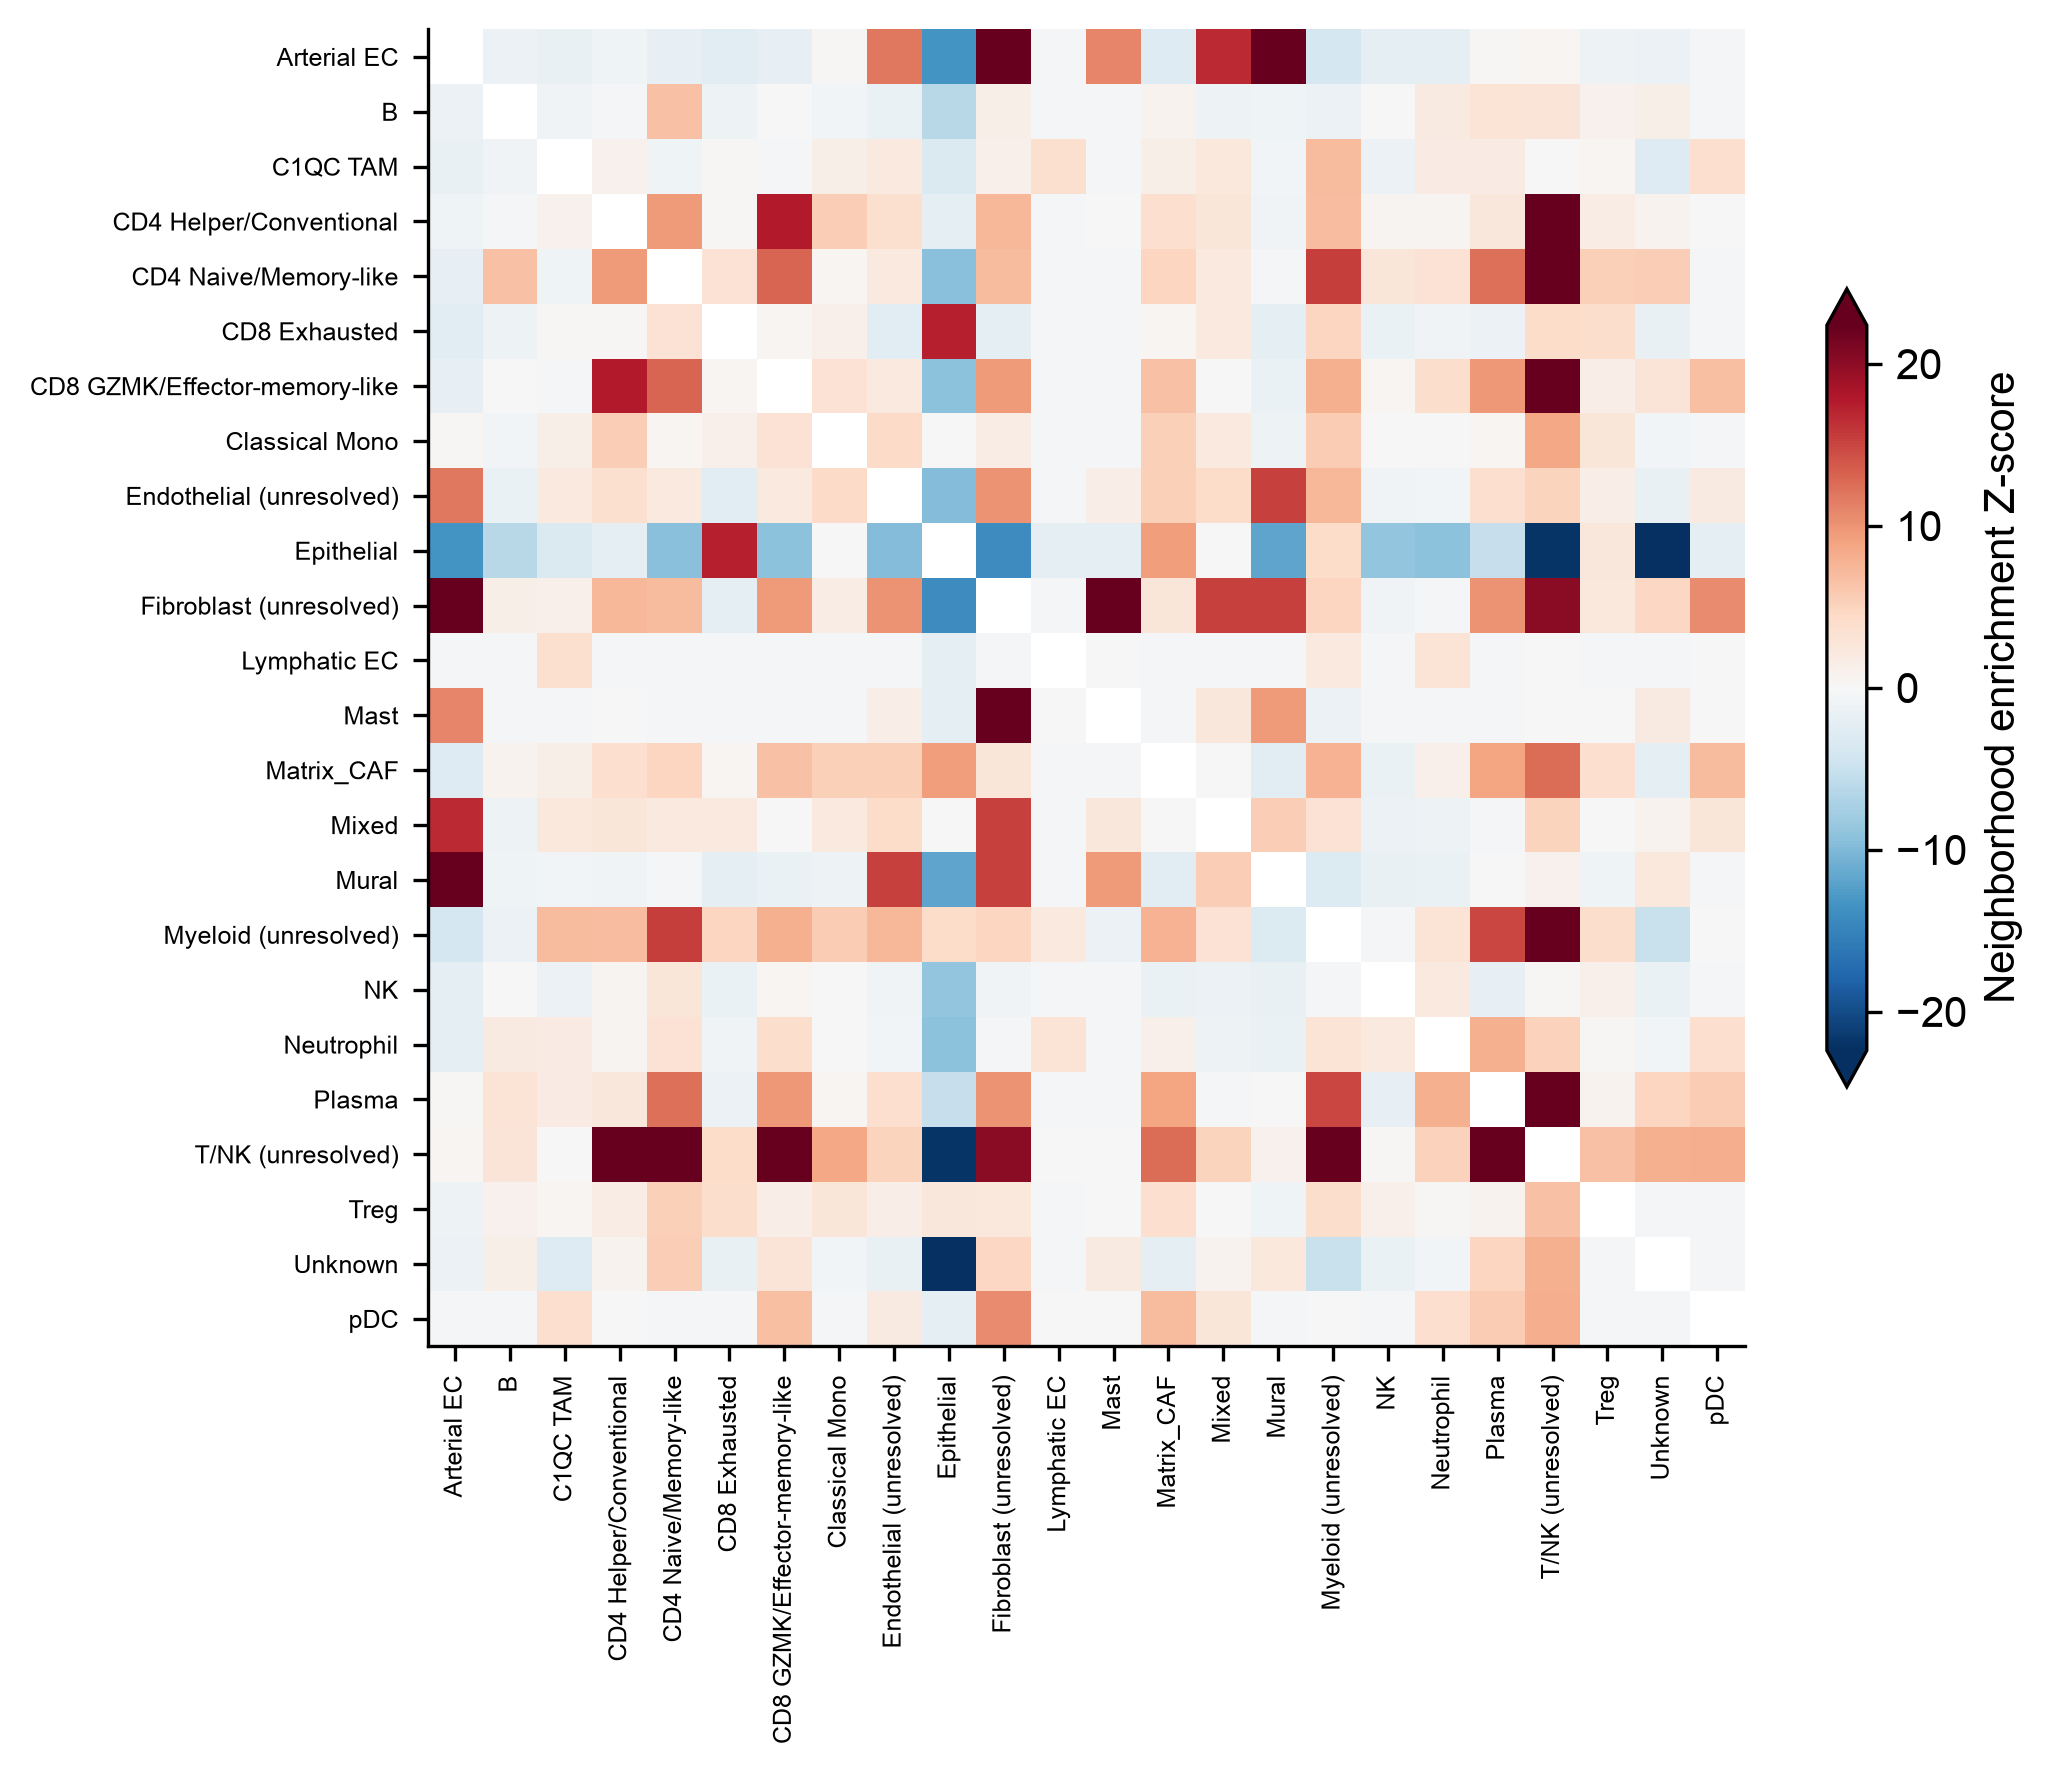 Arterial EC
B
C1QC TAM
CD4 Helper/Conventional
CD4 Naive/Memory-like
CD8 Exhausted
CD8 GZMK/Effector-memory-like
Classical Mono
Endothelial (unresolved)
Epithelial
Fibroblast (unresolved)
Lymphatic EC
Mast
Matrix_CAF
Mixed
Mural
Myeloid (unresolved)
NK
Neutrophil
Plasma
T/NK (unresolved)
Treg
Unknown
pDC
Arterial EC
B
C1QC TAM
CD4 Helper/Conventional
CD4 Naive/Memory-like
CD8 Exhausted
CD8 GZMK/Effector-memory-like
Classical Mono
Endothelial (unresolved)
Epithelial
Fibroblast (unresolved)
Lymphatic EC
Mast
Matrix_CAF
Mixed
Mural
Myeloid (unresolved)
NK
Neutrophil
Plasma
T/NK (unresolved)
Treg
Unknown
pDC
20
10
0
−10
−20
Neighborhood enrichment Z-score